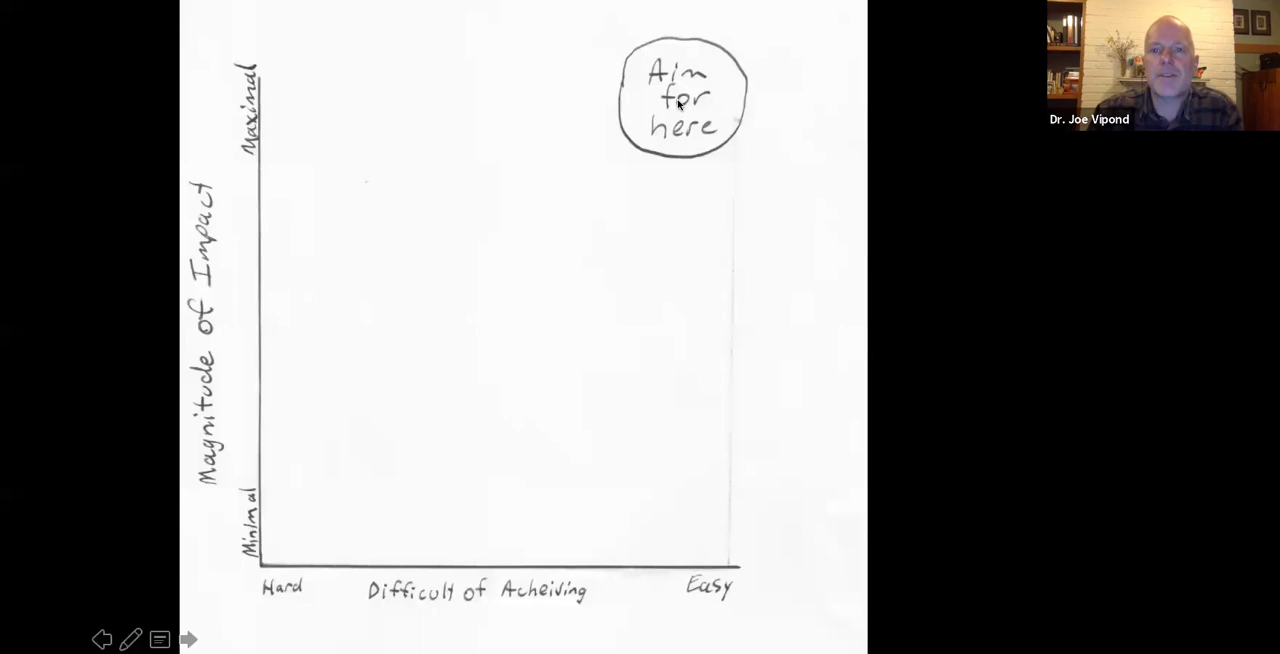 Maximal
Aim
for
here
Magnitude of Impact
Minimal
Hard
Difficult of Acheiving
Easy
Dr. Joe Vipond